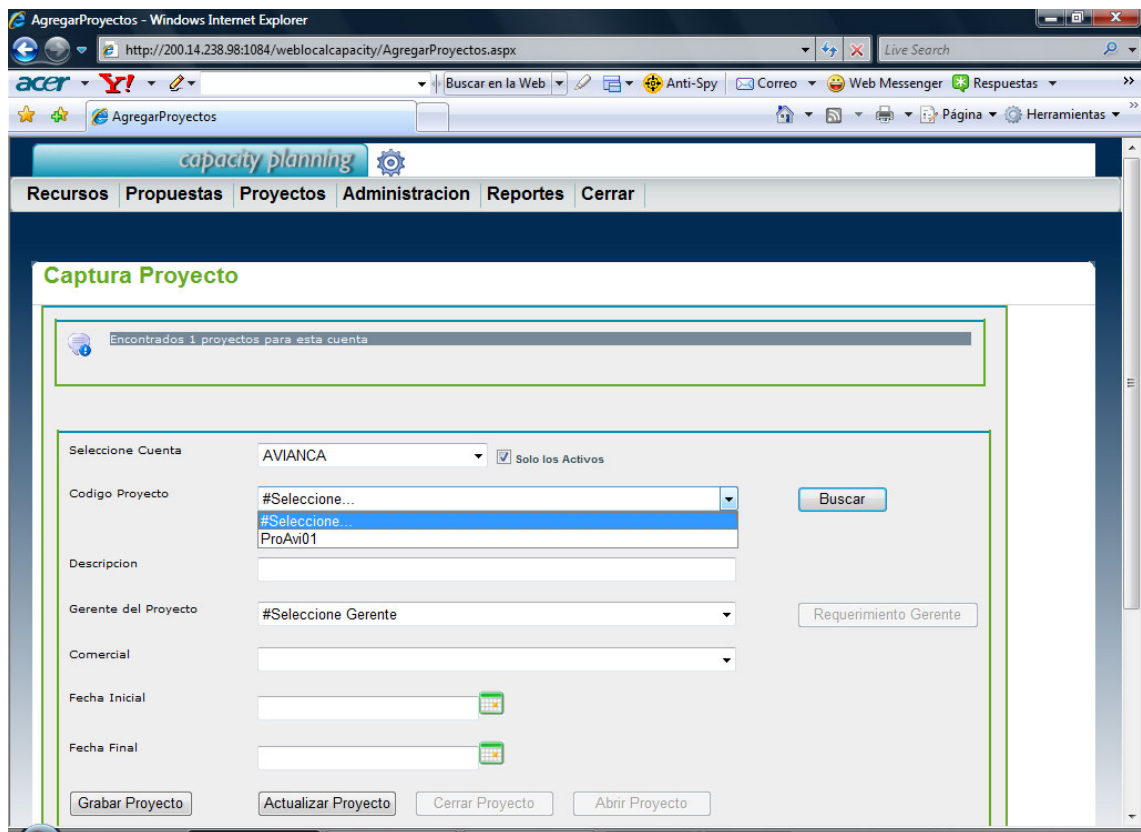 AgregarProyectos - Windows Internet Explorer
http://200.14.238.98:1084/weblocalcapacity/AgregarProyectos.aspx
Live Search
acer Y! Buscar en la Web Anti-Spy Correo Web Messenger Respuestas
AgregarProyectos
Página Herramientas
capacity planning
Recursos Propuestas Proyectos Administracion Reportes Cerrar
Captura Proyecto
Encontrados 1 proyectos para esta cuenta
Seleccione Cuenta AVIANCA Solo los Activos
Codigo Proyecto #Seleccione... Buscar
#Seleccione...
ProAvi01
Descripcion
Gerente del Proyecto #Seleccione Gerente Requerimiento Gerente
Comercial
Fecha Inicial
Fecha Final
Grabar Proyecto Actualizar Proyecto Cerrar Proyecto Abrir Proyecto